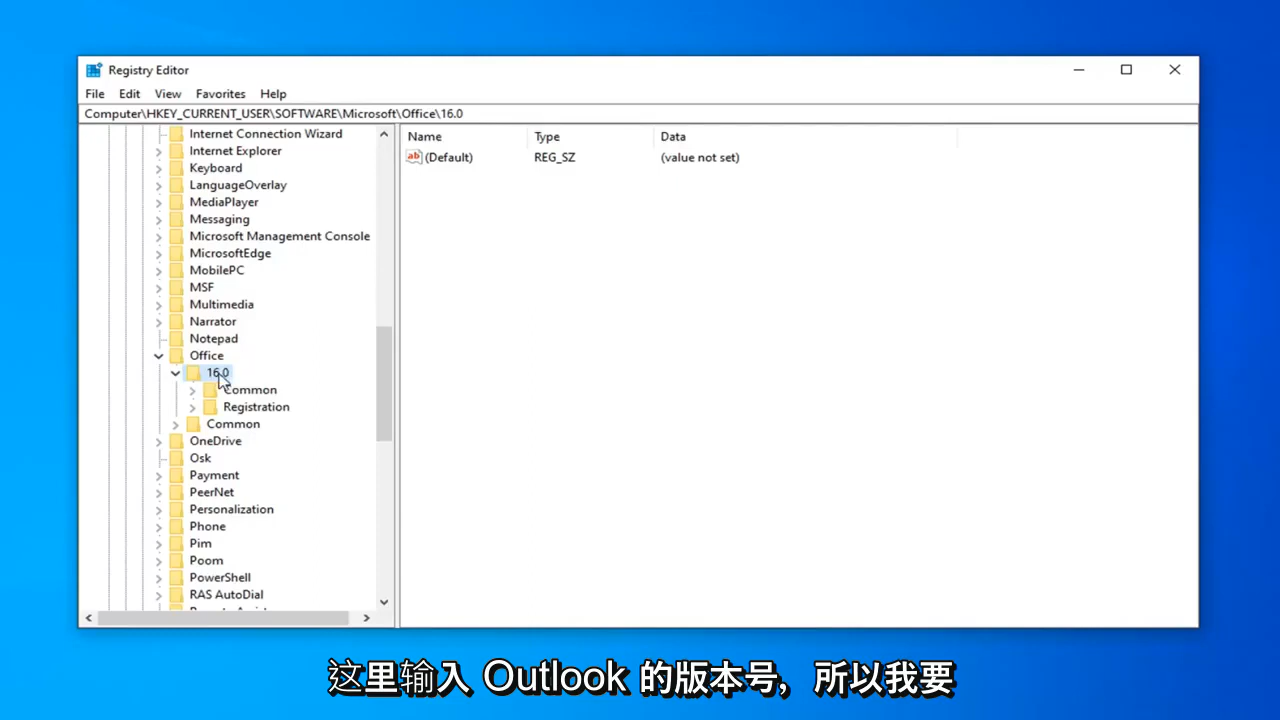 Registry Editor
File Edit View Favorites Help
Computer\HKEY_CURRENT_USER\SOFTWARE\Microsoft\Office\16.0
Name Type Data
(Default) REG_SZ (value not set)
Internet Connection Wizard
Internet Explorer
Keyboard
LanguageOverlay
MediaPlayer
Messaging
Microsoft Management Console
MicrosoftEdge
MobilePC
MSF
Multimedia
Narrator
Notepad
Office
16.0
Common
Registration
Common
OneDrive
Osk
Payment
PeerNet
Personalization
Phone
Pim
Poom
PowerShell
RAS AutoDial
这里输入 Outlook 的版本号，所以我要